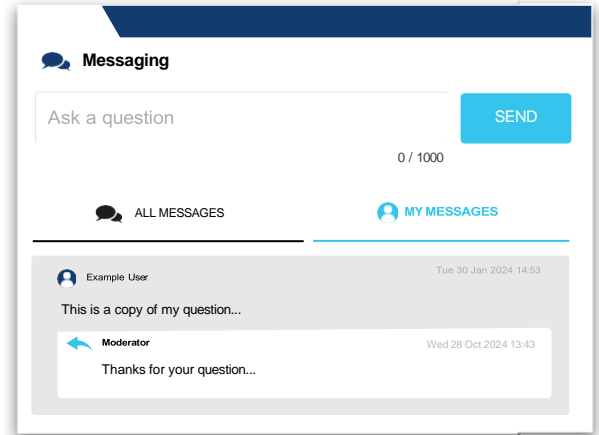 Messaging
Ask a question
SEND
0 / 1000
ALL MESSAGES
MY MESSAGES
Example User
Tue 30 Jan 2024 14:53
This is a copy of my question...
Moderator
Wed 28 Oct 2024 13:43
Thanks for your question...